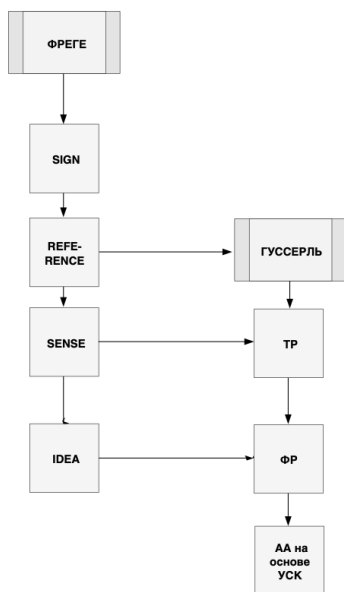 ФРЕГЕ
SIGN
REFE-
RENCE
ГУССЕРЛЬ
SENSE
ТР
IDEA
ФР
АА на
основе
УСК